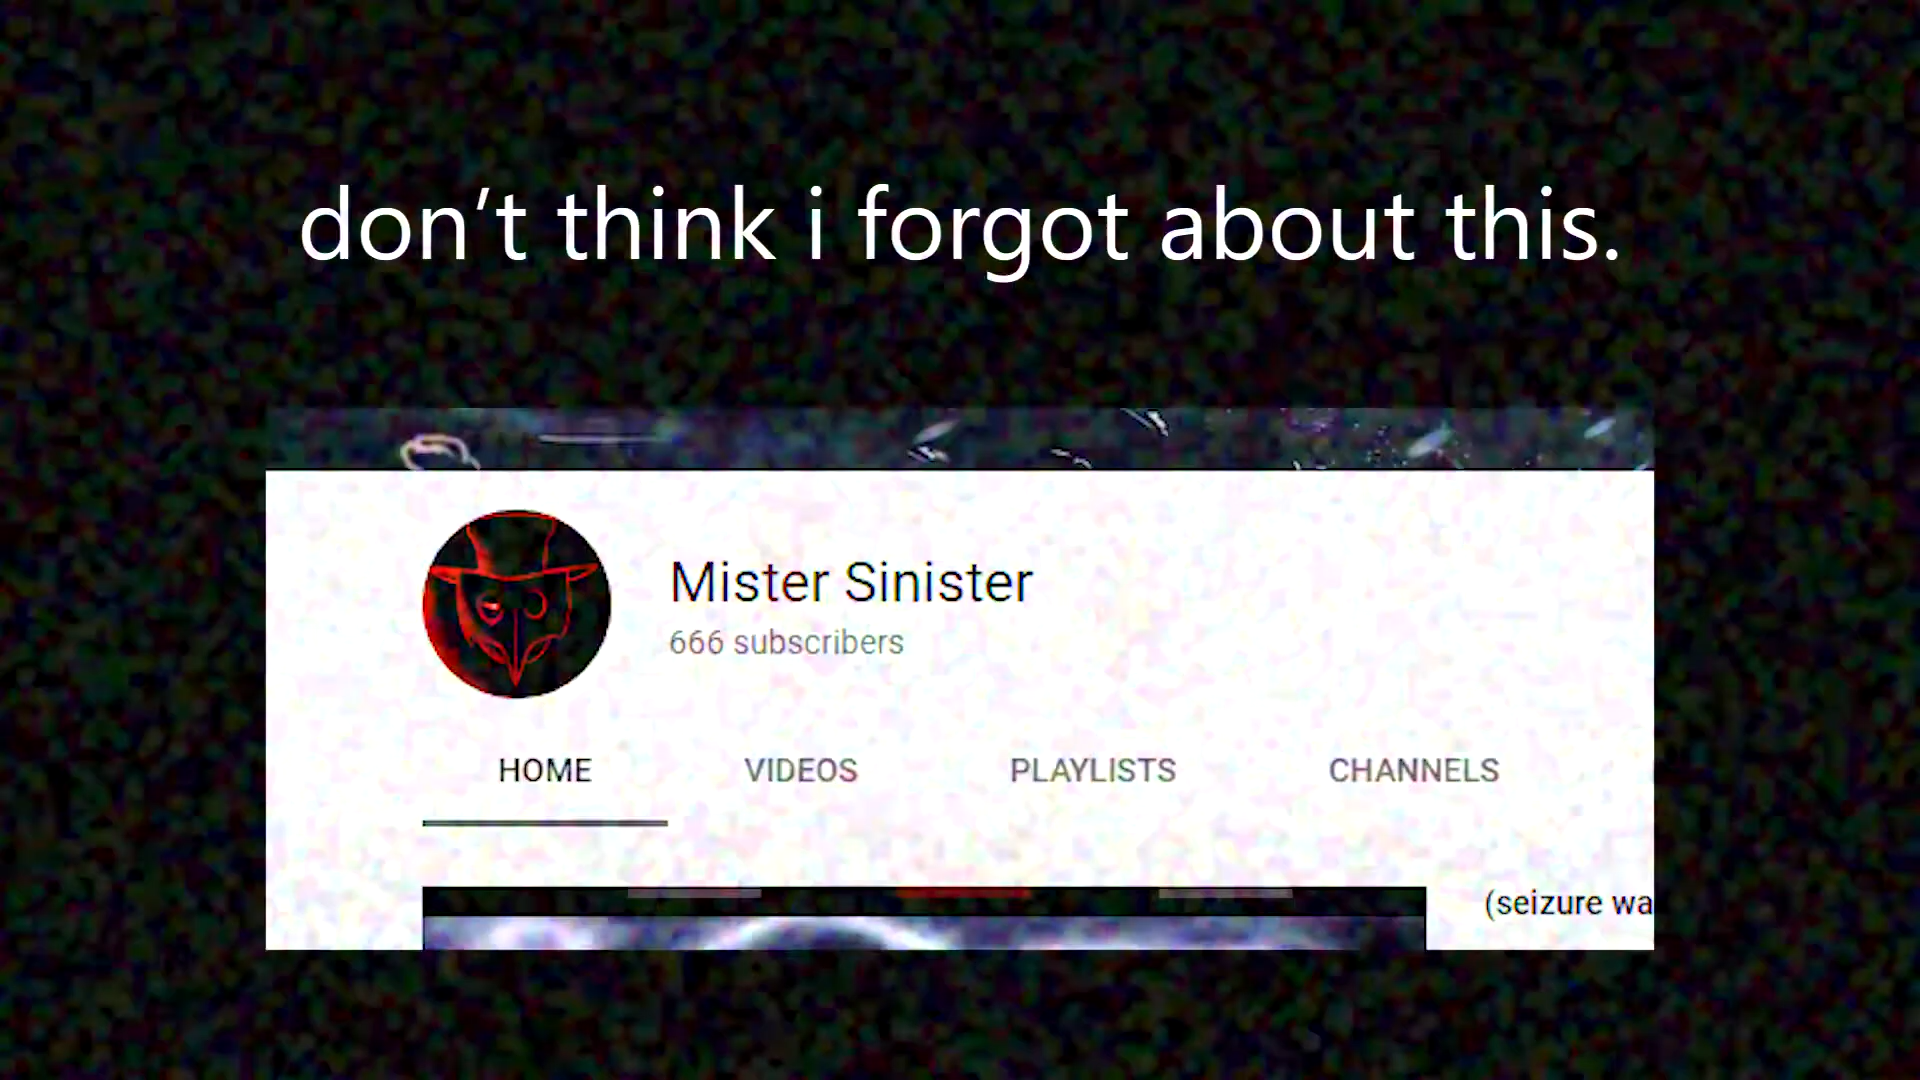 don’t think i forgot about this.
Mister Sinister
666 subscribers
HOME VIDEOS PLAYLISTS CHANNELS
(seizure wa